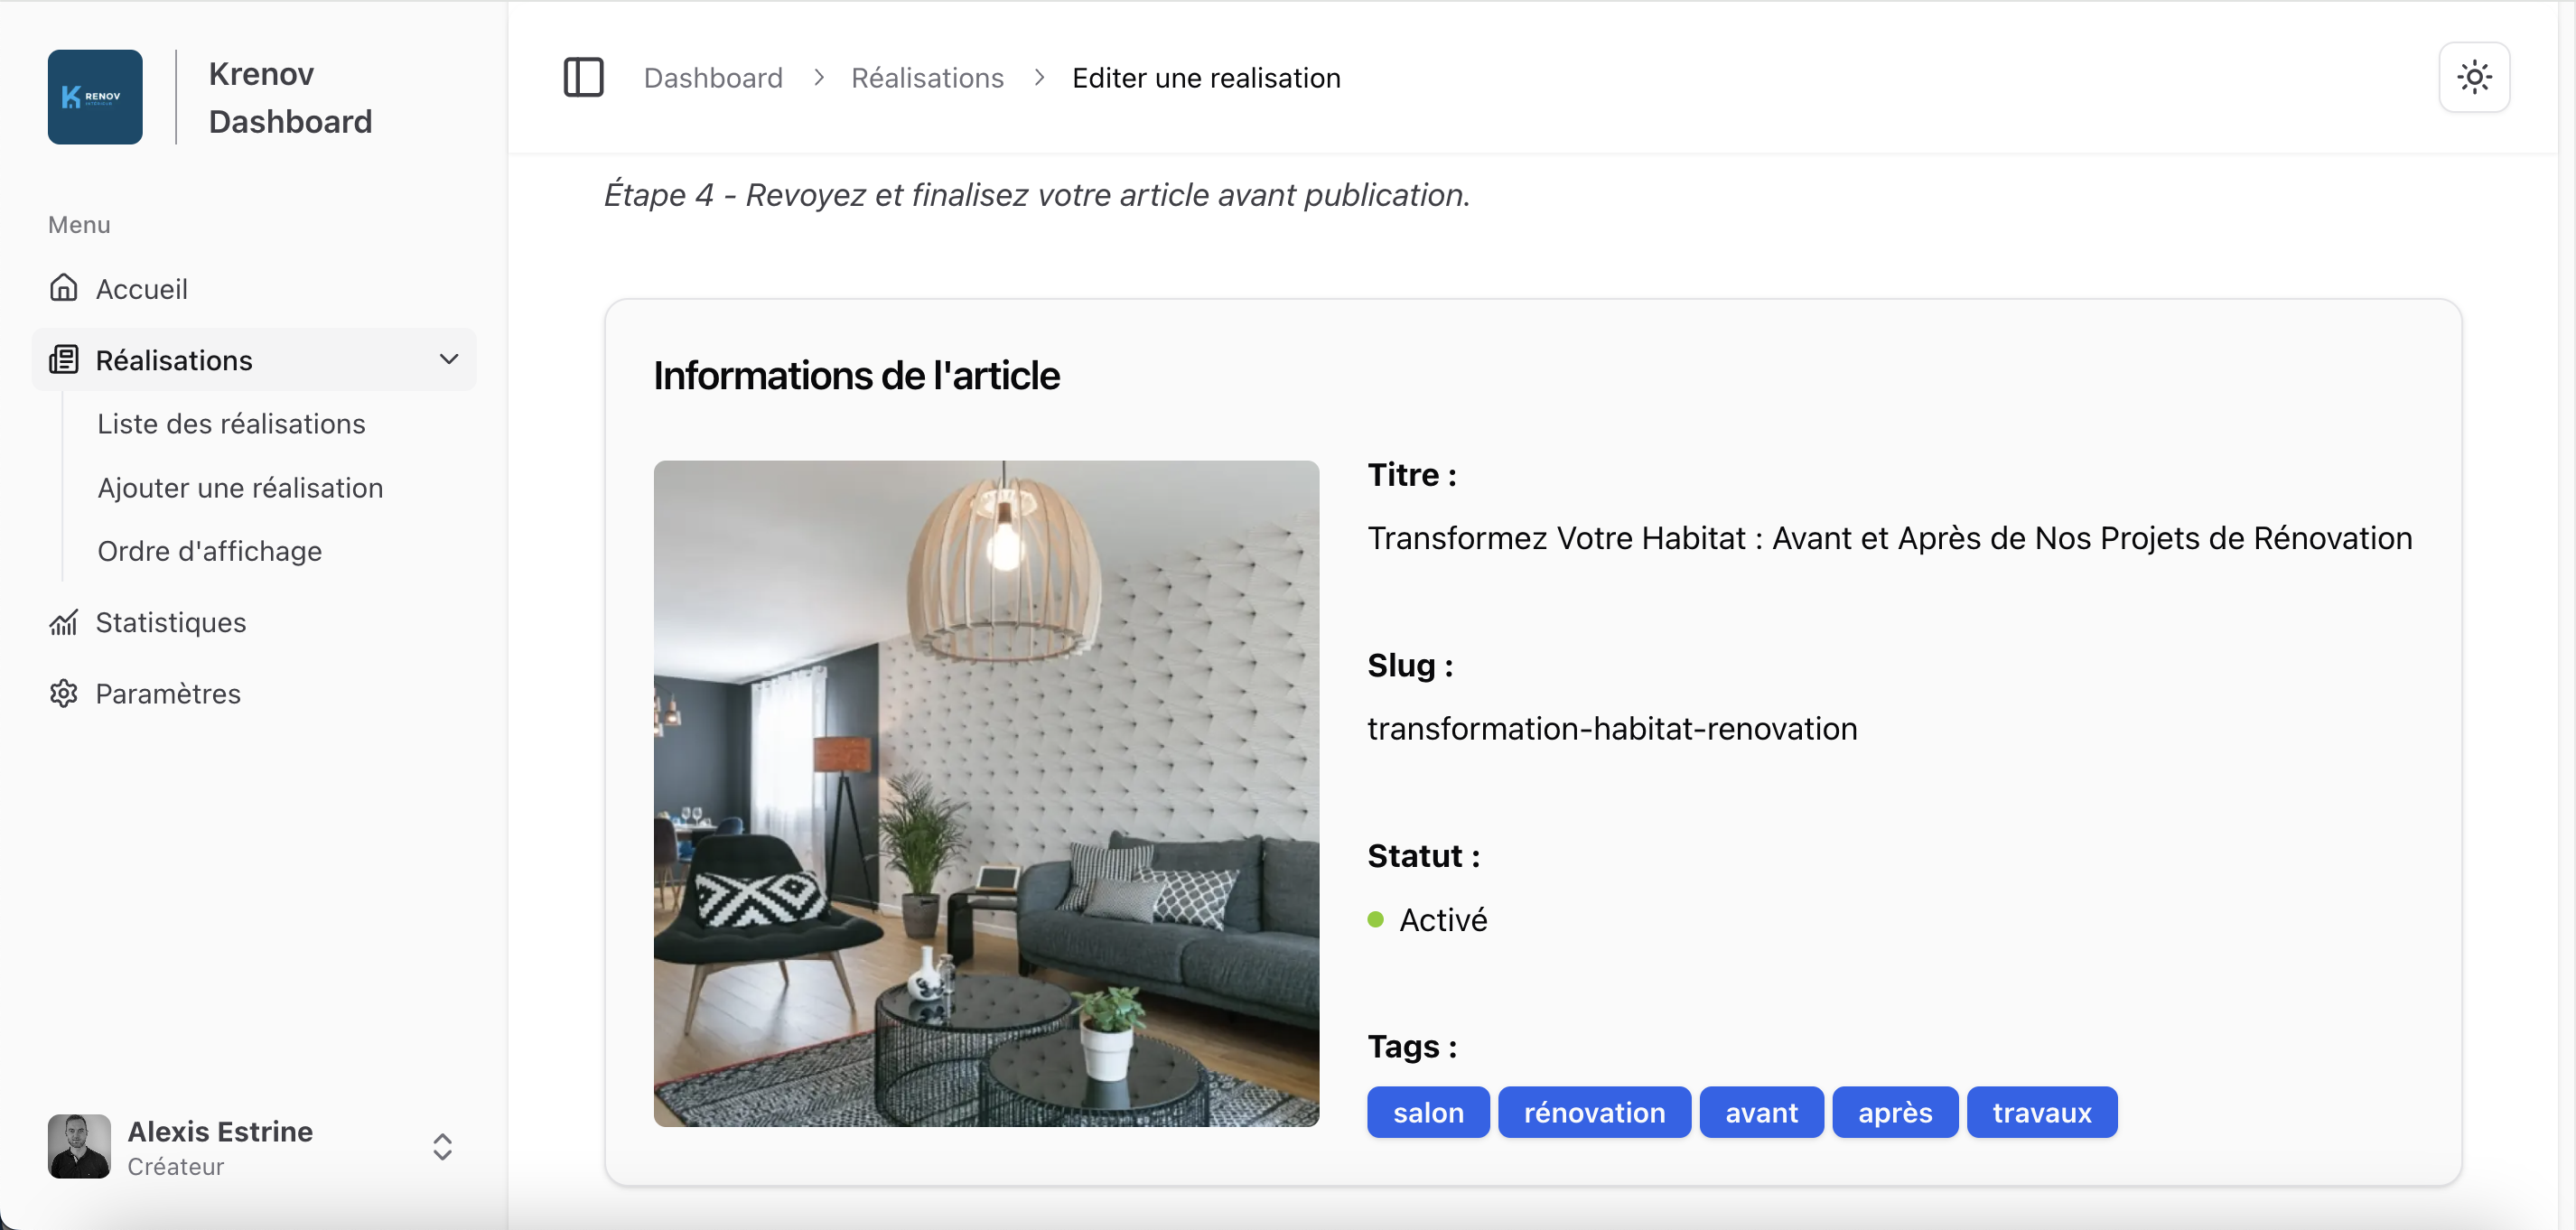 K RENOV
Krenov
Dashboard
Menu
Accueil
Réalisations
Liste des réalisations
Ajouter une réalisation
Ordre d'affichage
Statistiques
Paramètres
Alexis Estrine
Créateur
Dashboard > Réalisations > Editer une realisation
Étape 4 - Revoyez et finalisez votre article avant publication.
Informations de l'article
Titre :
Transformez Votre Habitat : Avant et Après de Nos Projets de Rénovation
Slug :
transformation-habitat-renovation
Statut :
Activé
Tags :
salon rénovation avant après travaux